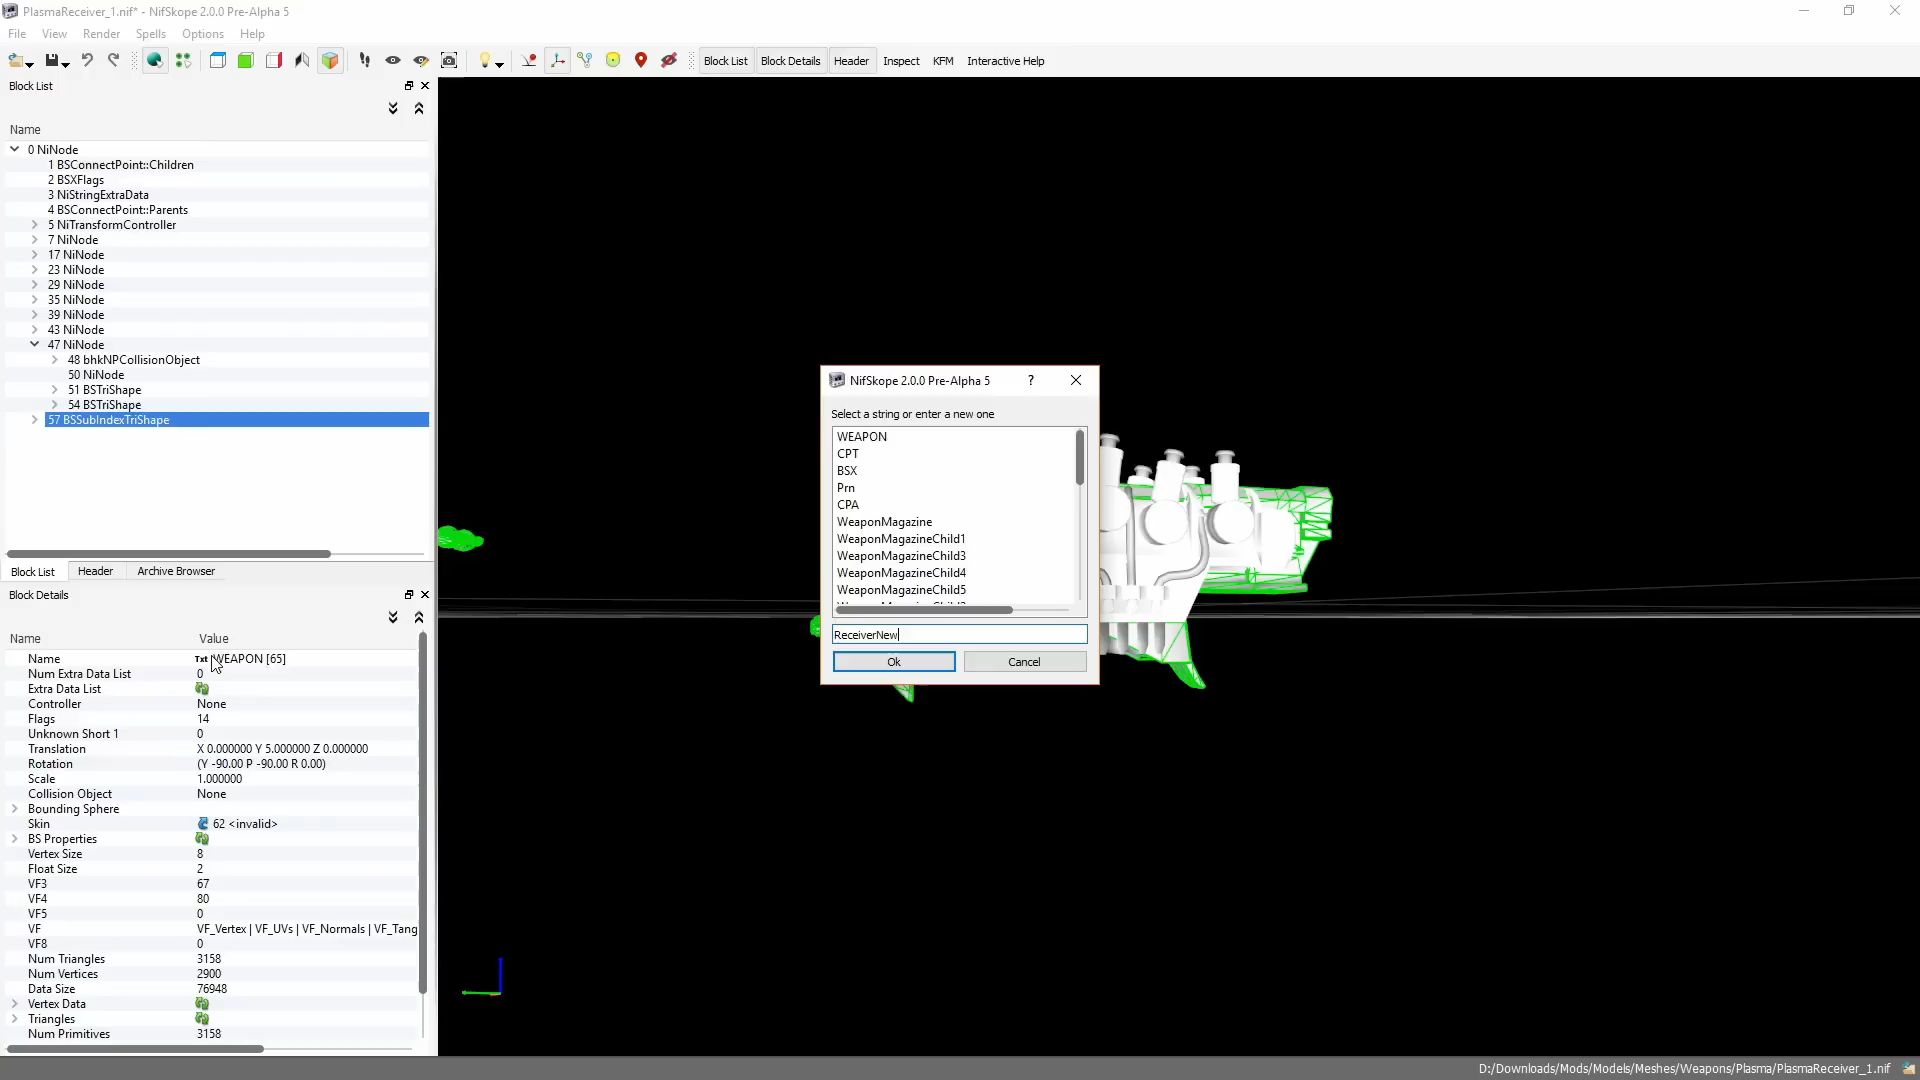 PlasmaReceiver_1.nif* - NifSkope 2.0.0 Pre-Alpha 5
File View Render Spells Options Help
Block List Block Details Header Inspect KFM Interactive Help
Block List
Name
0 NiNode
1 BSConnectPoint::Children
2 BSXFlags
3 NiStringExtraData
4 BSConnectPoint::Parents
5 NiTransformController
7 NiNode
17 NiNode
23 NiNode
29 NiNode
35 NiNode
39 NiNode
43 NiNode
47 NiNode
48 bhkNPCollisionObject
50 NiNode
51 BSTriShape
54 BSTriShape
57 BSSubIndexTriShape
Block List Header Archive Browser
Block Details
Name Value
Name Txt WEAPON [65]
Num Extra Data List 0
Extra Data List
Controller None
Flags 14
Unknown Short 1 0
Translation X 0.000000 Y 5.000000 Z 0.000000
Rotation (Y -90.00 P -90.00 R 0.00)
Scale 1.000000
Collision Object None
Bounding Sphere
Skin 62 <invalid>
BS Properties
Vertex Size 8
Float Size 2
VF3 67
VF4 80
VF5 0
VF VF_Vertex | VF_UVs | VF_Normals | VF_Tang
VF8 0
Num Triangles 3158
Num Vertices 2900
Data Size 76948
Vertex Data
Triangles
Num Primitives 3158
NifSkope 2.0.0 Pre-Alpha 5 ?
Select a string or enter a new one
WEAPON
CPT
BSX
Prn
CPA
WeaponMagazine
WeaponMagazineChild1
WeaponMagazineChild3
WeaponMagazineChild4
WeaponMagazineChild5
ReceiverNew
Ok Cancel
D:/Downloads/Mods/Models/Meshes/Weapons/Plasma/PlasmaReceiver_1.nif